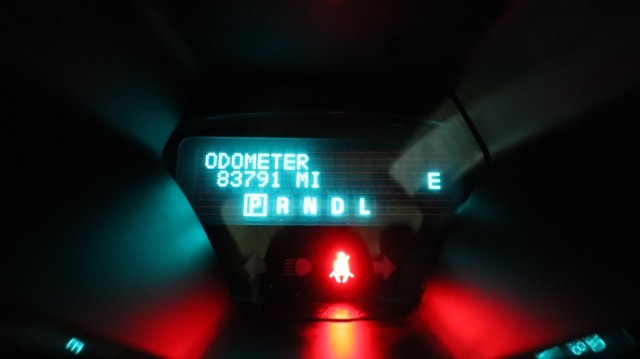 ODOMETER
83791 MI
E
P R N D L